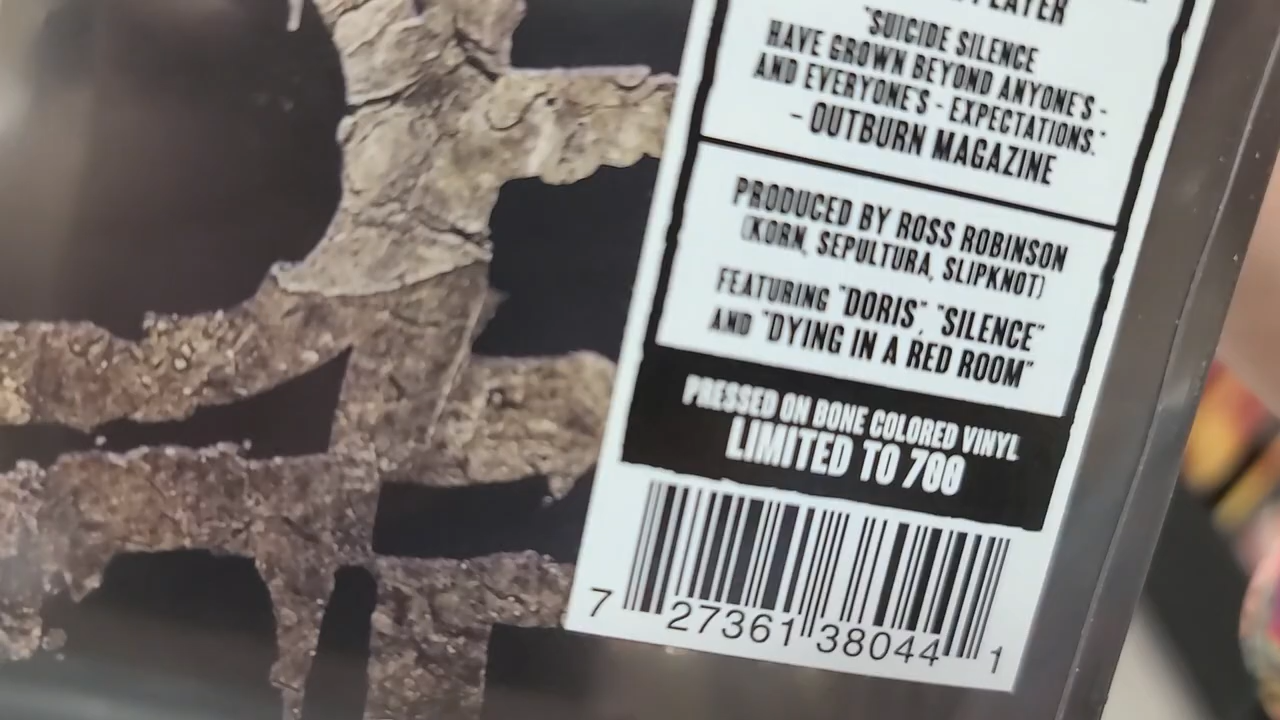 "SUICIDE SILENCE
HAVE GROWN BEYOND ANYONE'S -
AND EVERYONE'S - EXPECTATIONS."
- OUTBURN MAGAZINE
PRODUCED BY ROSS ROBINSON
(KORN, SEPULTURA, SLIPKNOT)
FEATURING "DORIS", "SILENCE"
AND "DYING IN A RED ROOM"
PRESSED ON BONE COLORED VINYL
LIMITED TO 700
7 27361 38044 1